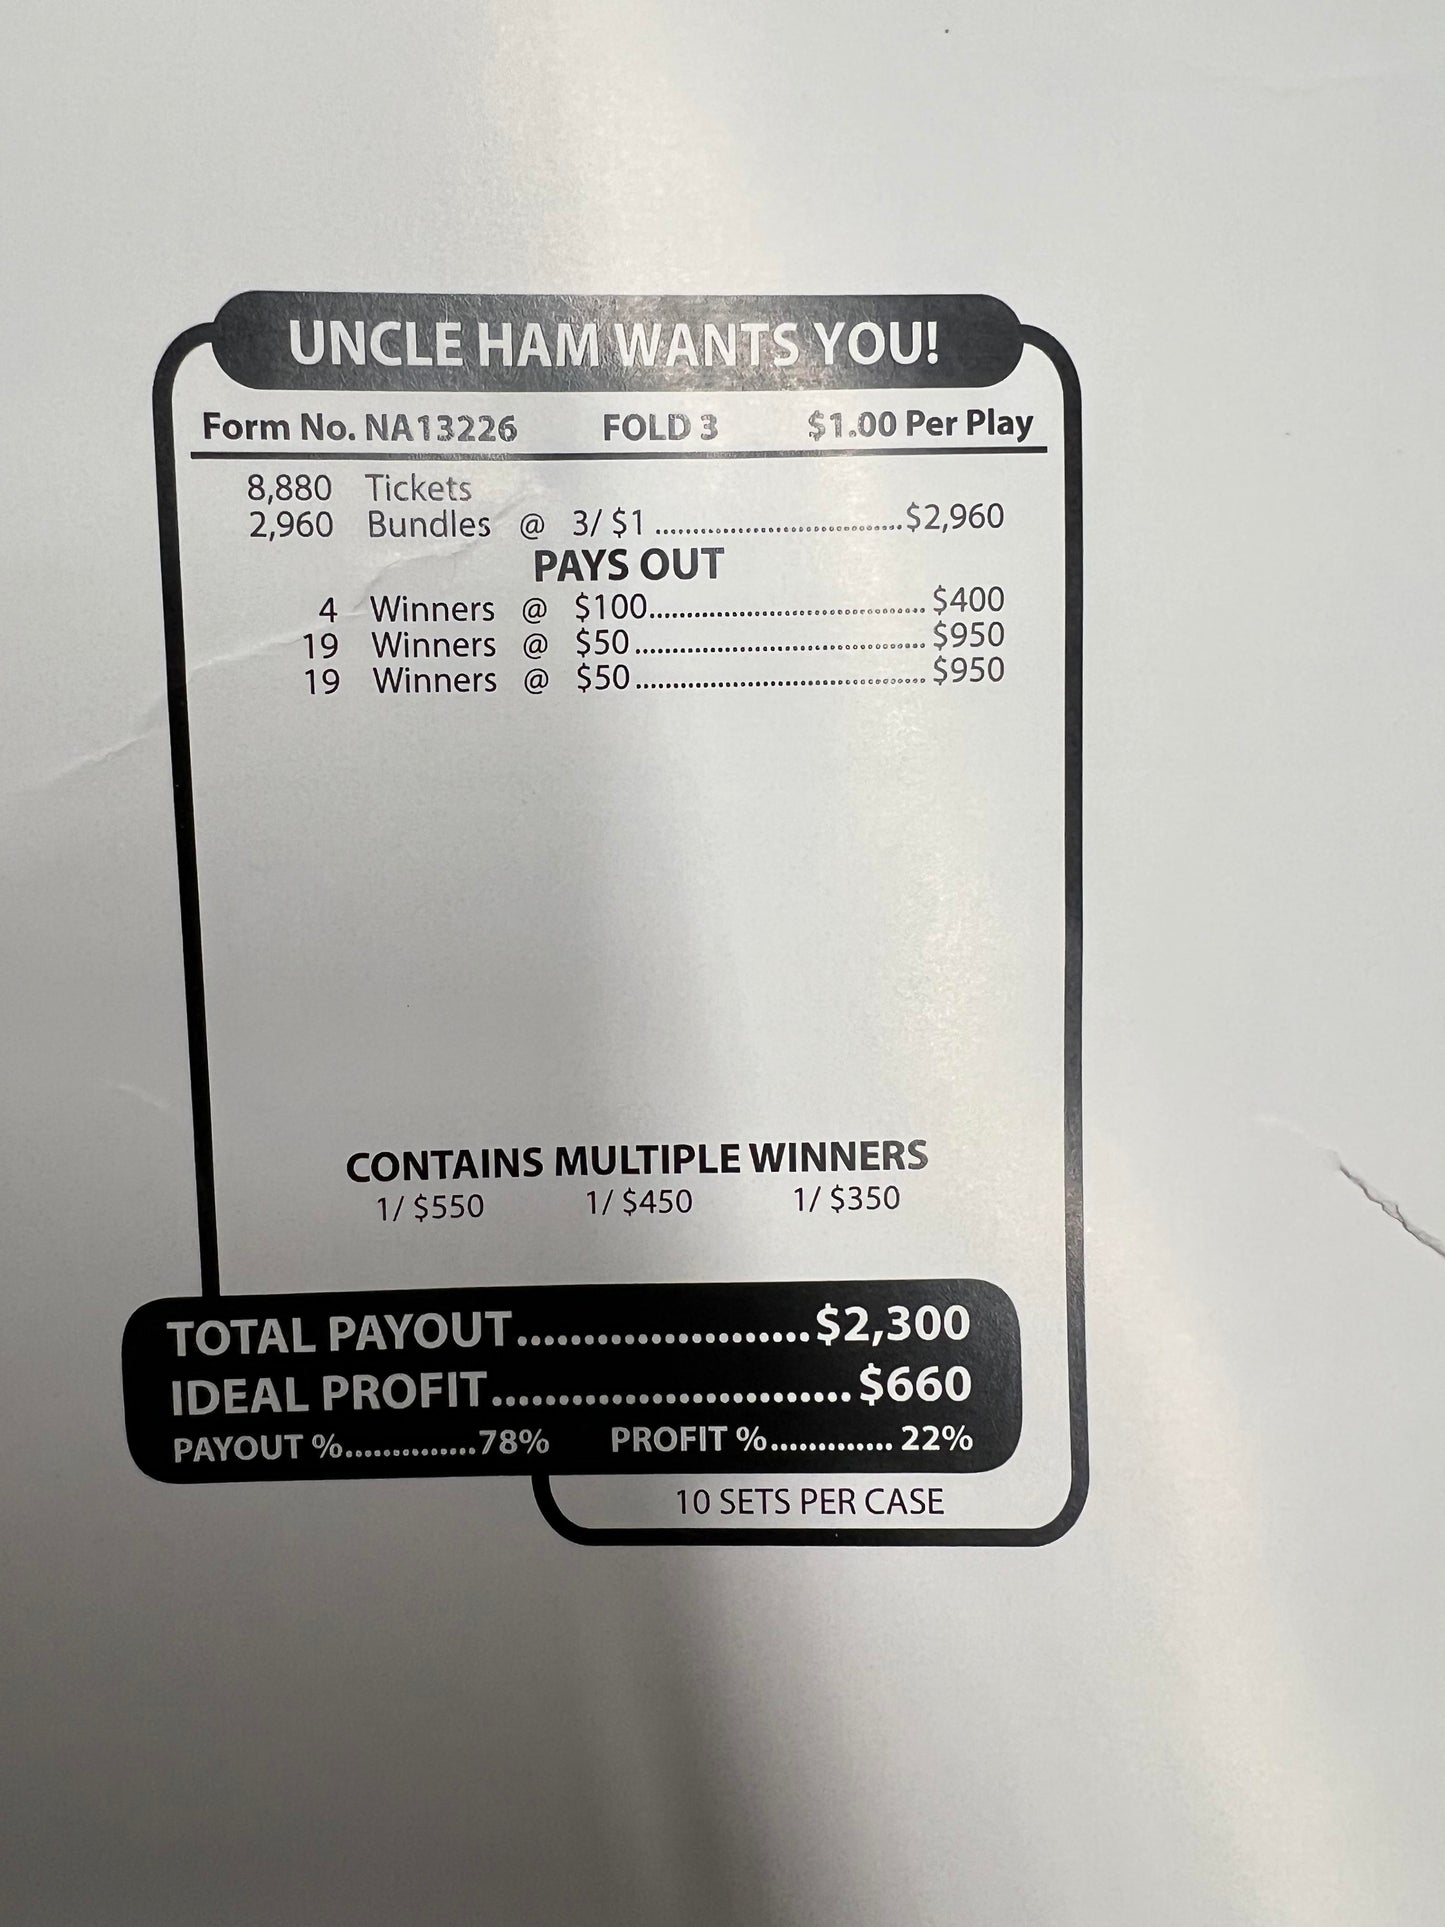 UNCLE HAM WANTS YOU!
Form No. NA13226 FOLD 3 $1.00 Per Play
8,880 Tickets
2,960 Bundles @ 3/ $1 ........................................ $2,960
PAYS OUT
4 Winners @ $100........................................ $400
19 Winners @ $50........................................ $950
19 Winners @ $50........................................ $950
CONTAINS MULTIPLE WINNERS
1/ $550 1/ $450 1/ $350
TOTAL PAYOUT...................... $2,300
IDEAL PROFIT........................... $660
PAYOUT %.............. 78% PROFIT %............. 22%
10 SETS PER CASE